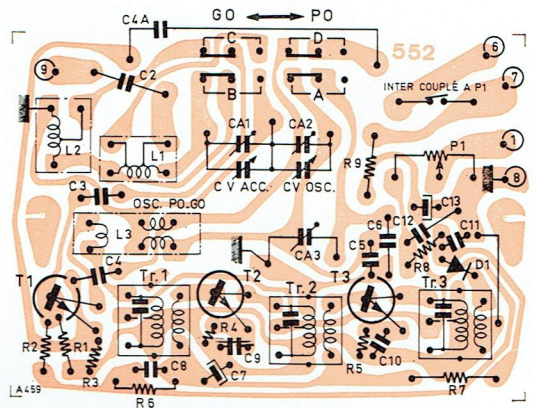 C4A
GO PO
C D
552
6
9
C2
7
INTER COUPLÉ A P1
B A
L2
L1
CA1 CA2
1
P1
R9
A
8
CV ACC. CV OSC.
C3
C13
OSC. PO.GO
C12
C6
C11
L3
CA3
C5
R8
D1
C4
T1
Tr.1
T2
Tr.2
T3
Tr.3
R2 R1
R4
R3
C9
R5
C10
C8
C7
R7
A459
R6